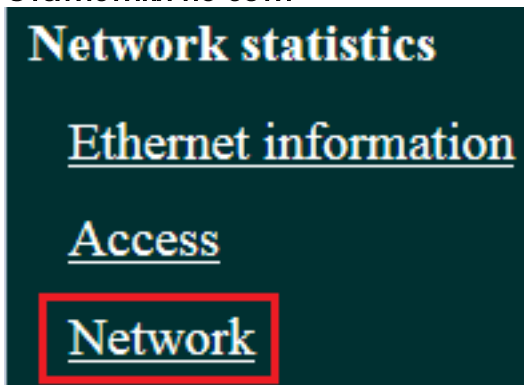 Network statistics
Ethernet information
Access
Network